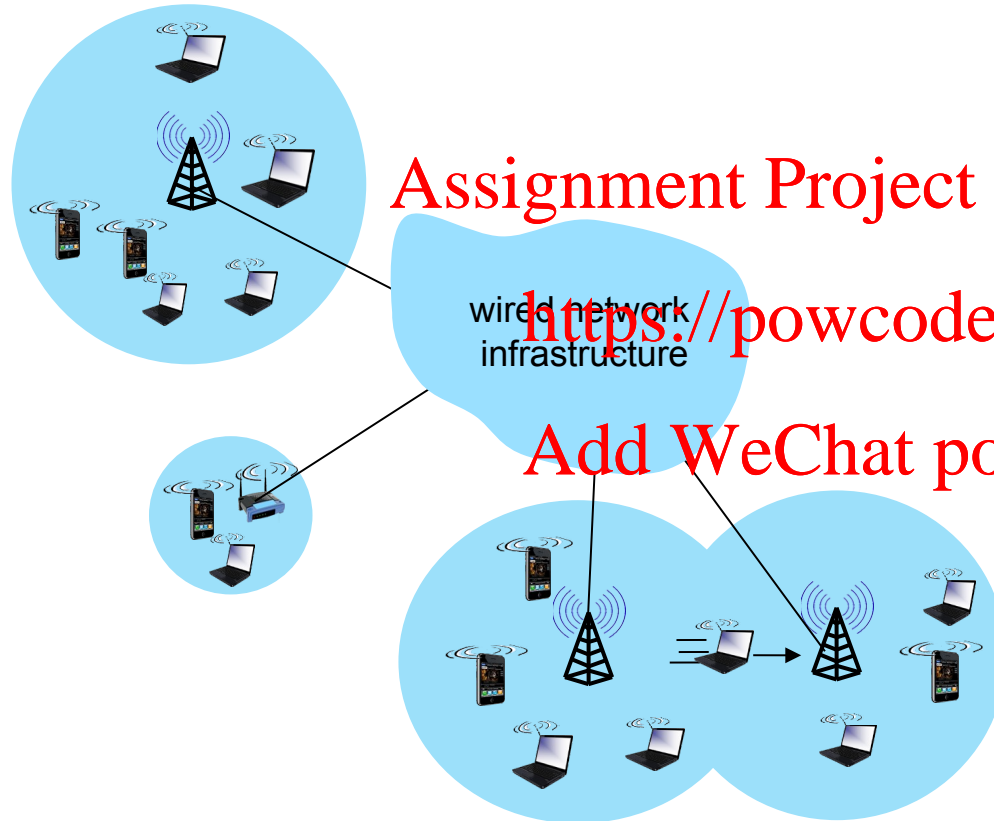 Assignment Project
wired network
https://powcode
infrastructure
Add WeChat po